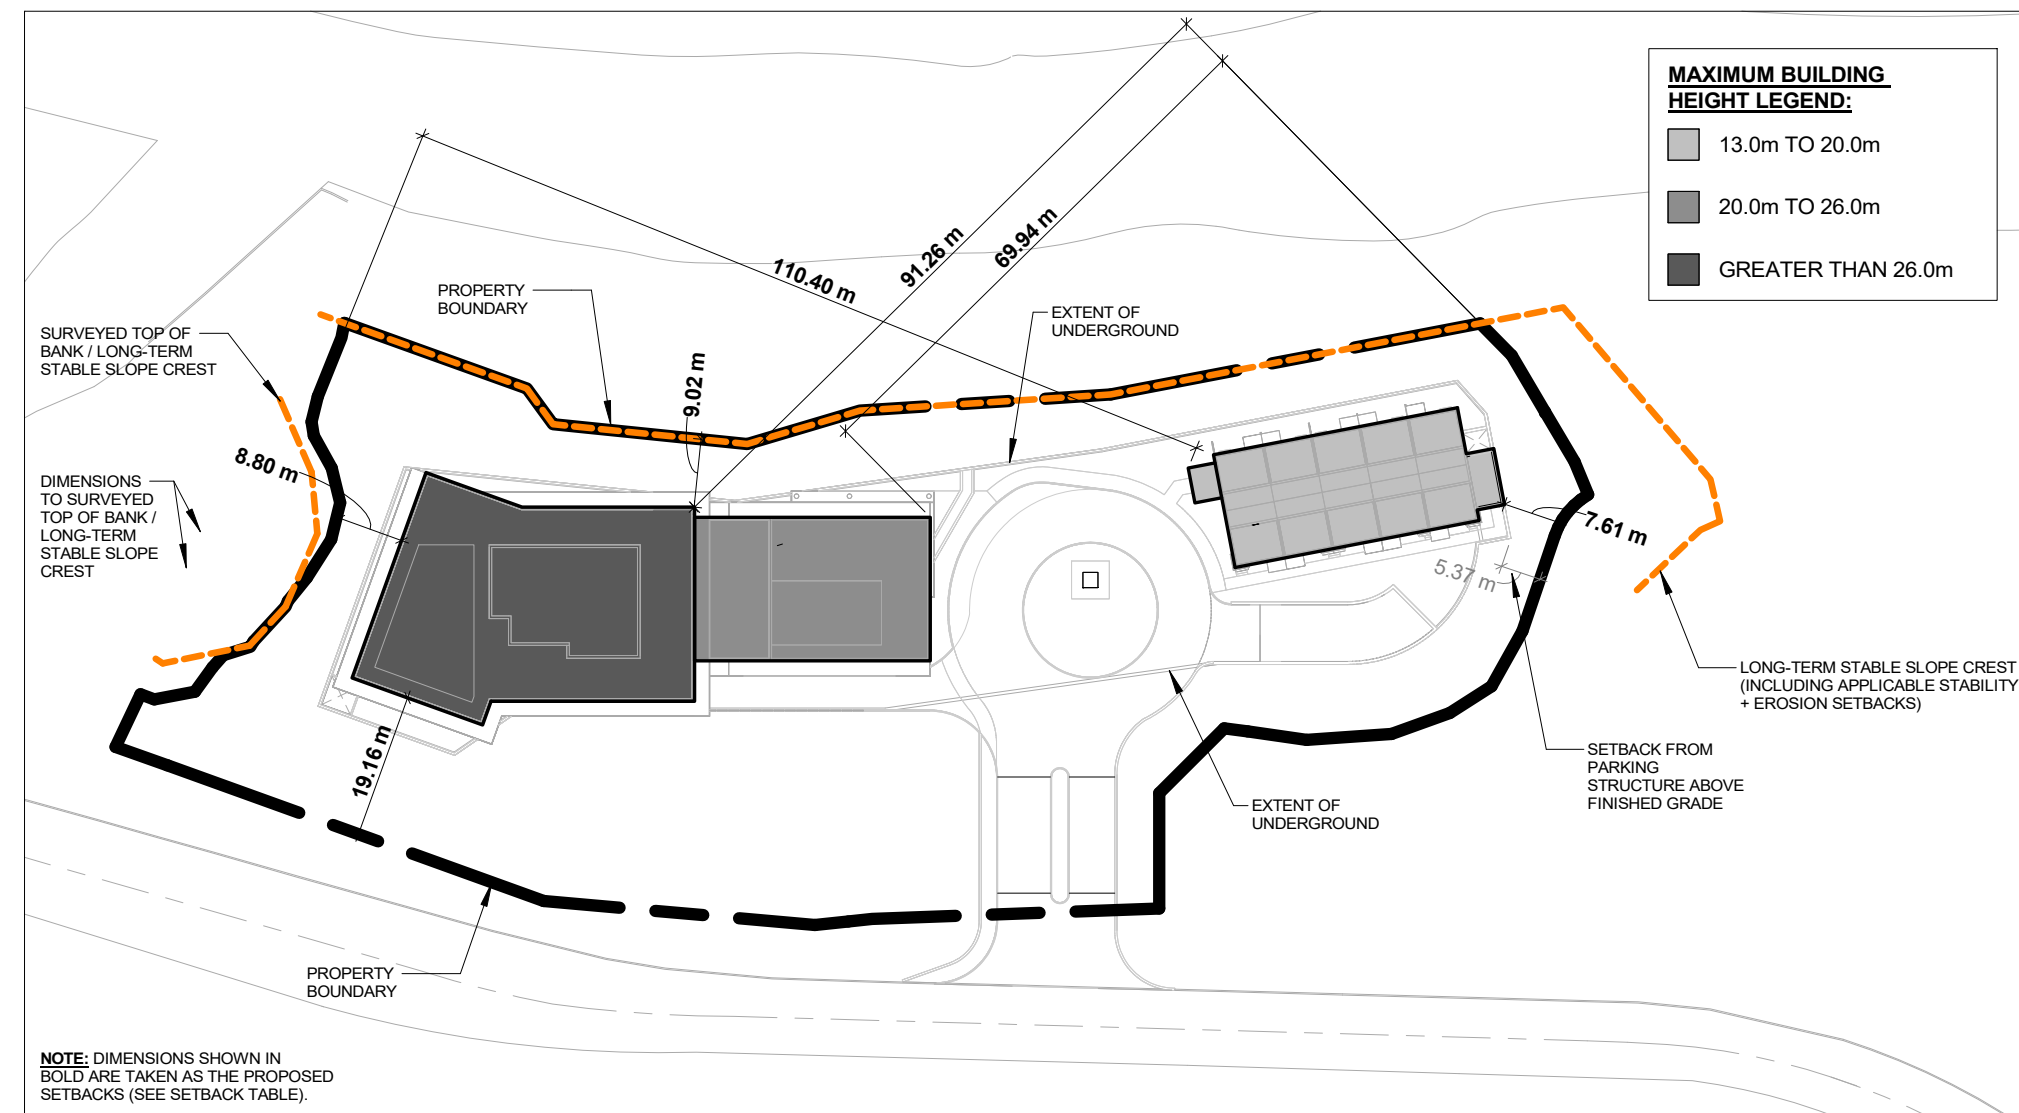 MAXIMUM BUILDING
HEIGHT LEGEND:
13.0m TO 20.0m
20.0m TO 26.0m
GREATER THAN 26.0m
91.26 m
69.94 m
110.40 m
PROPERTY
BOUNDARY
EXTENT OF
UNDERGROUND
SURVEYED TOP OF
BANK / LONG-TERM
STABLE SLOPE CREST
9.02 m
8.80 m
DIMENSIONS
TO SURVEYED
TOP OF BANK /
LONG-TERM
STABLE SLOPE
CREST
7.61 m
5.37 m
LONG-TERM STABLE SLOPE CREST
(INCLUDING APPLICABLE STABILITY
+ EROSION SETBACKS)
19.16 m
SETBACK FROM
PARKING
STRUCTURE ABOVE
FINISHED GRADE
EXTENT OF
UNDERGROUND
PROPERTY
BOUNDARY
NOTE: DIMENSIONS SHOWN IN
BOLD ARE TAKEN AS THE PROPOSED
SETBACKS (SEE SETBACK TABLE).